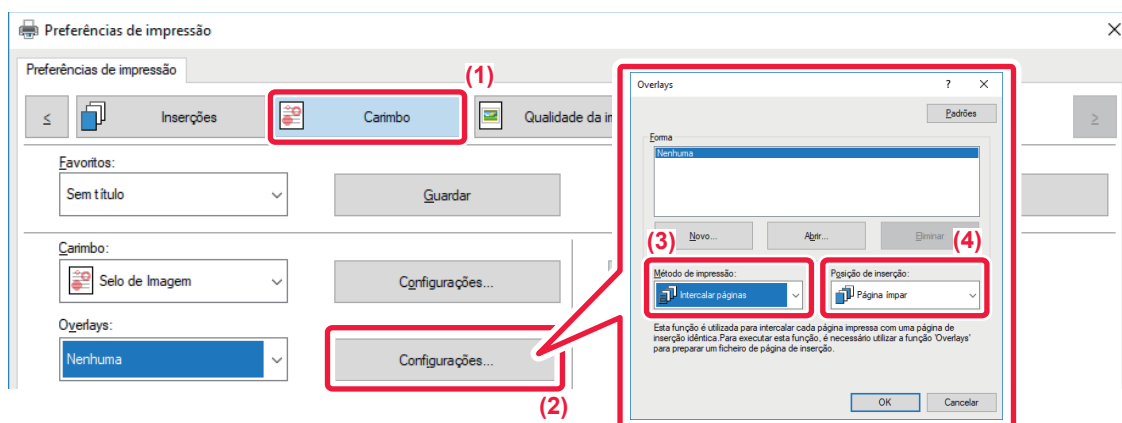 Preferências de impressão
Preferências de impressão
(1)
≤
Inserções
Carimbo
Qualidade da
≥
Favoritos:
Sem título
Guardar
Carimbo:
Selo de Imagem
Configurações...
Overlays:
Nenhuma
Configurações...
(2)
Overlays
?
Padrões
Forma
Nenhuma
Novo...
Abrir...
Eliminar
(3)
(4)
Método de impressão:
Intercalar páginas
Posição de inserção:
Página ímpar
Esta função é utilizada para intercalar cada página impressa com uma página de
inserção idêntica.Para executar esta função, é necessário utilizar a função 'Overlays'
para preparar um ficheiro de página de inserção.
OK
Cancelar